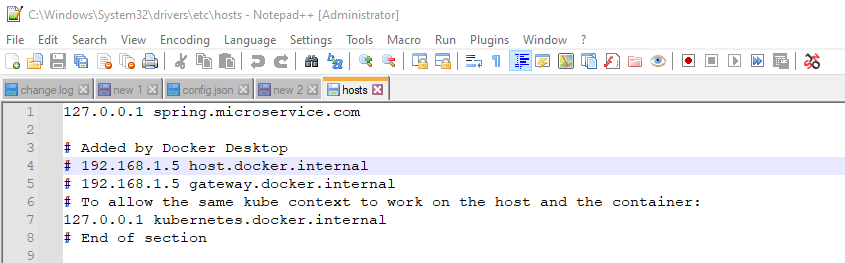 C:\Windows\System32\drivers\etc\hosts - Notepad++ [Administrator]
File Edit Search View Encoding Language Settings Tools Macro Run Plugins Window ?
change.log new 1 config.json new 2 hosts
1 127.0.0.1 spring.microservice.com
2
3 # Added by Docker Desktop
4 # 192.168.1.5 host.docker.internal
5 # 192.168.1.5 gateway.docker.internal
6 # To allow the same kube context to work on the host and the container:
7 127.0.0.1 kubernetes.docker.internal
8 # End of section
9